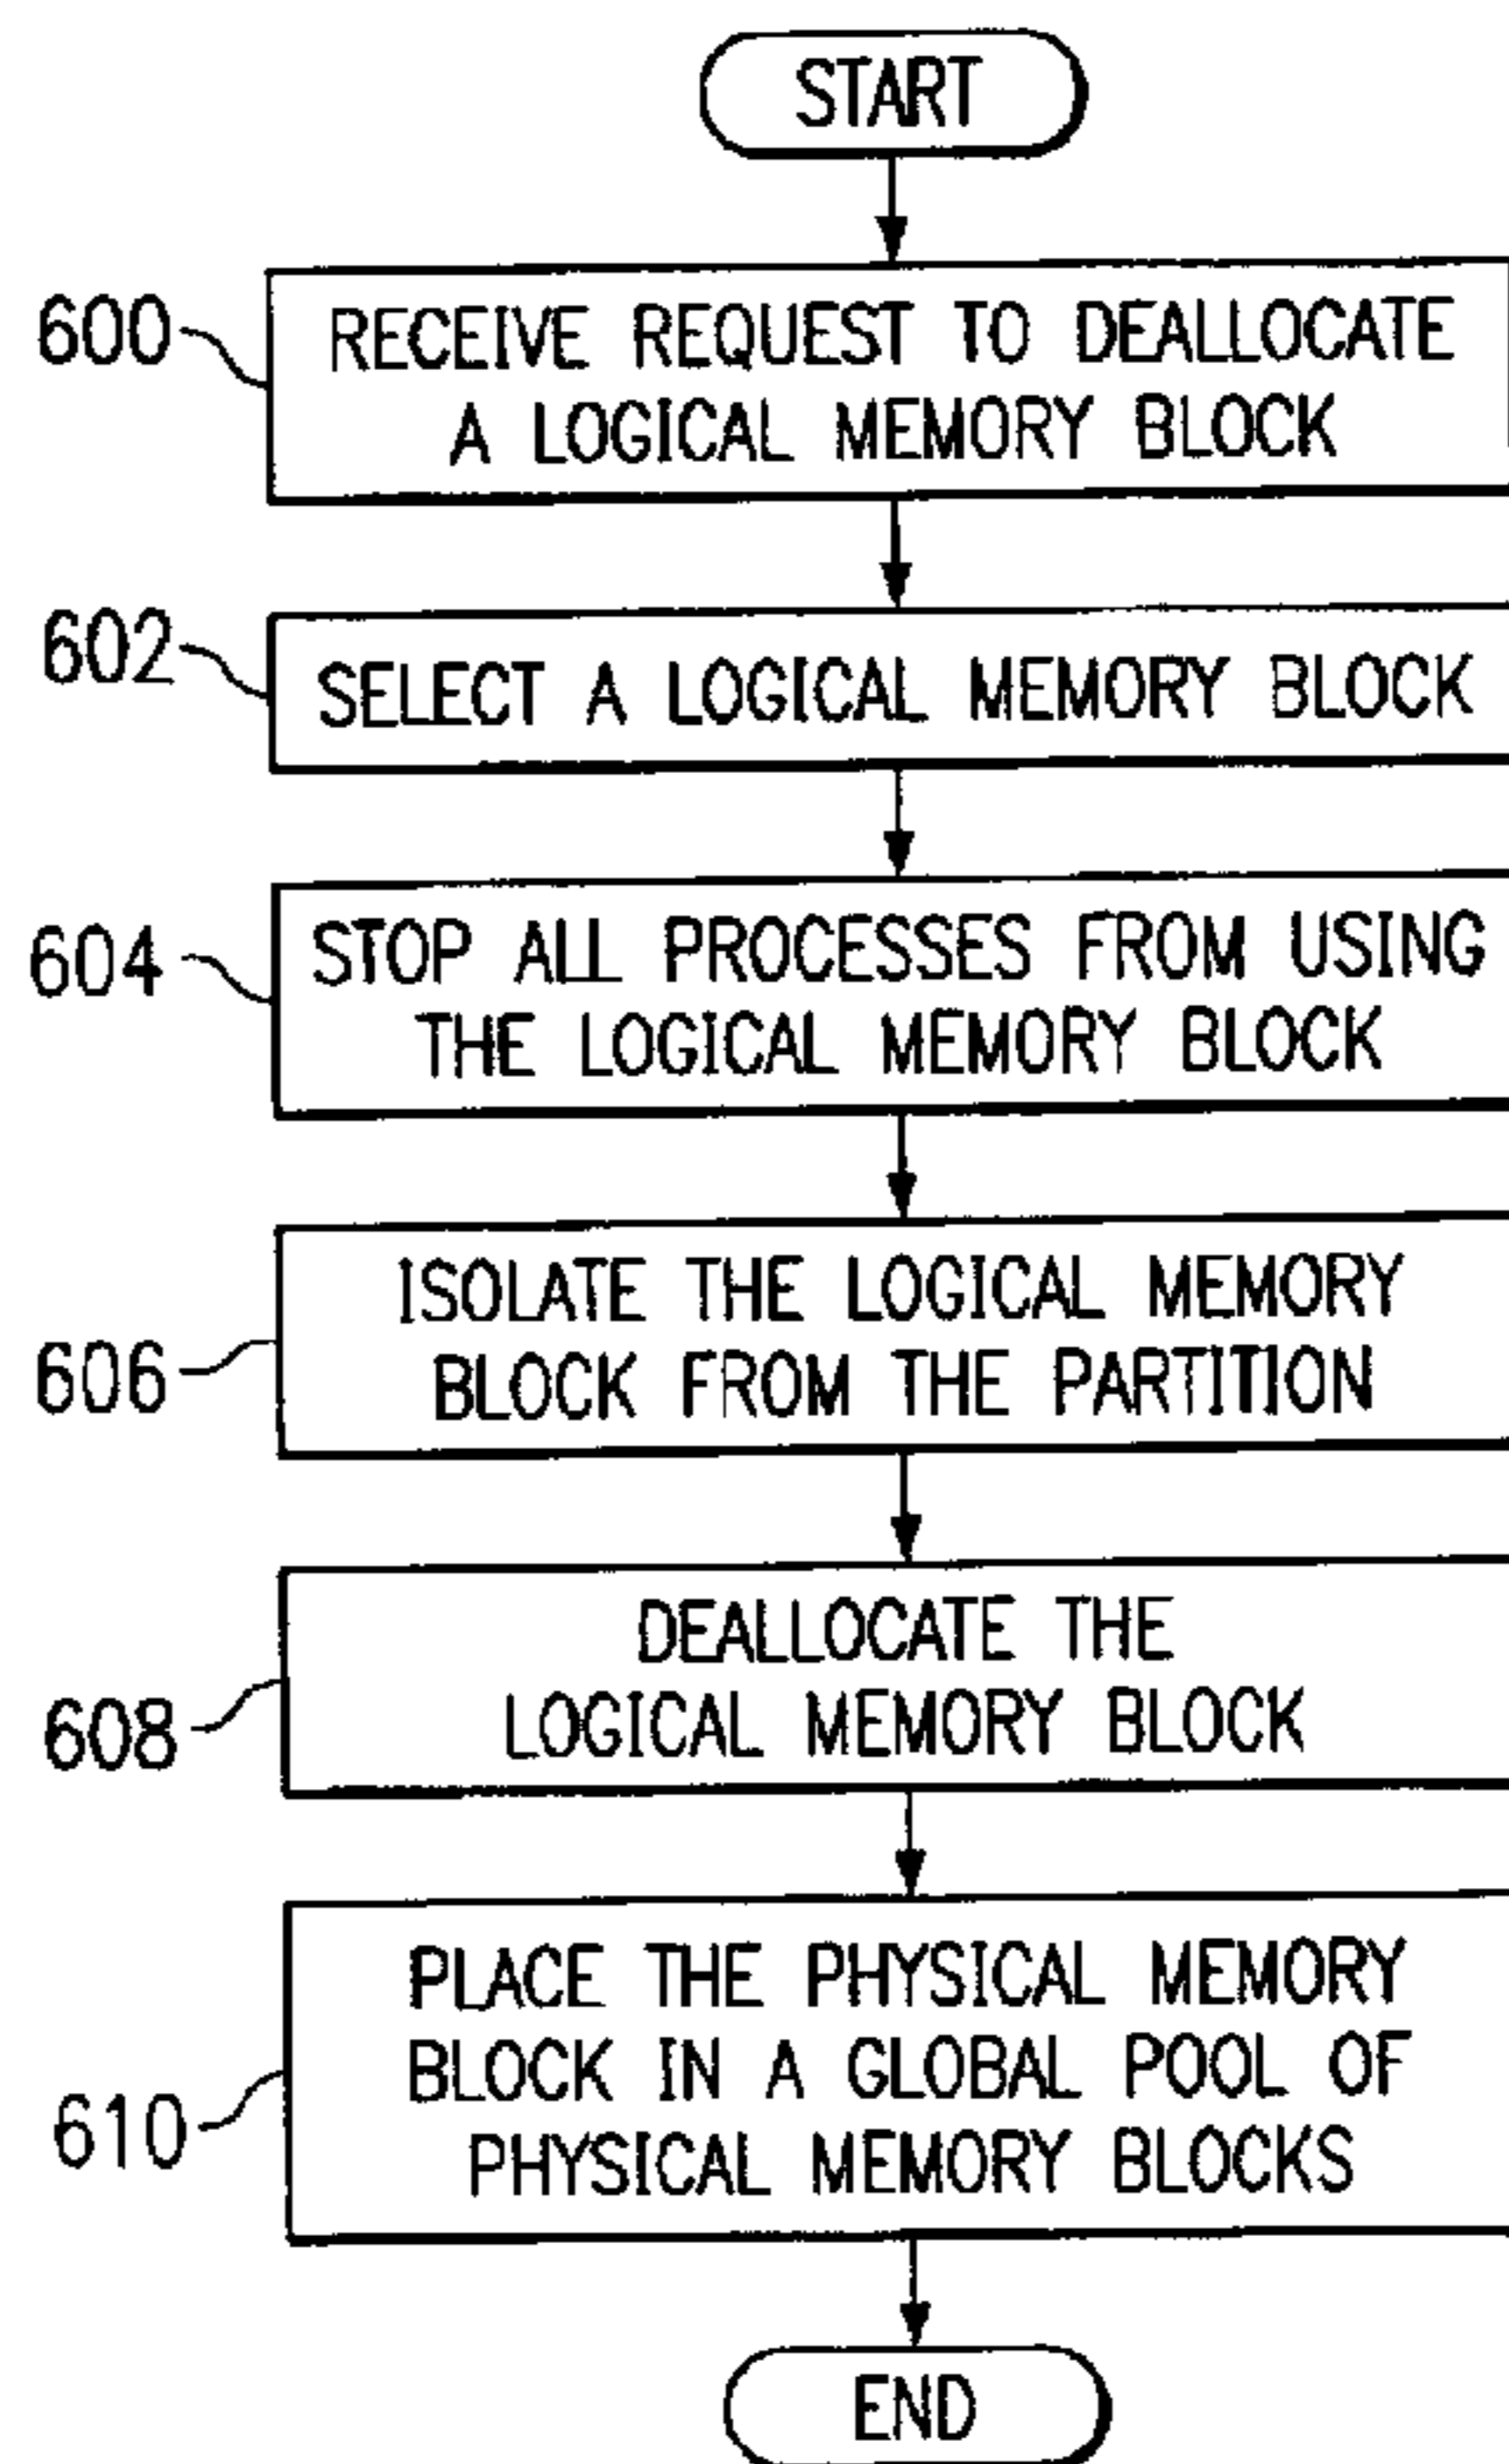 START
600
RECEIVE REQUEST TO DEALLOCATE
A LOGICAL MEMORY BLOCK
602
SELECT A LOGICAL MEMORY BLOCK
604
STOP ALL PROCESSES FROM USING
THE LOGICAL MEMORY BLOCK
606
ISOLATE THE LOGICAL MEMORY
BLOCK FROM THE PARTITION
608
DEALLOCATE THE
LOGICAL MEMORY BLOCK
610
PLACE THE PHYSICAL MEMORY
BLOCK IN A GLOBAL POOL OF
PHYSICAL MEMORY BLOCKS
END